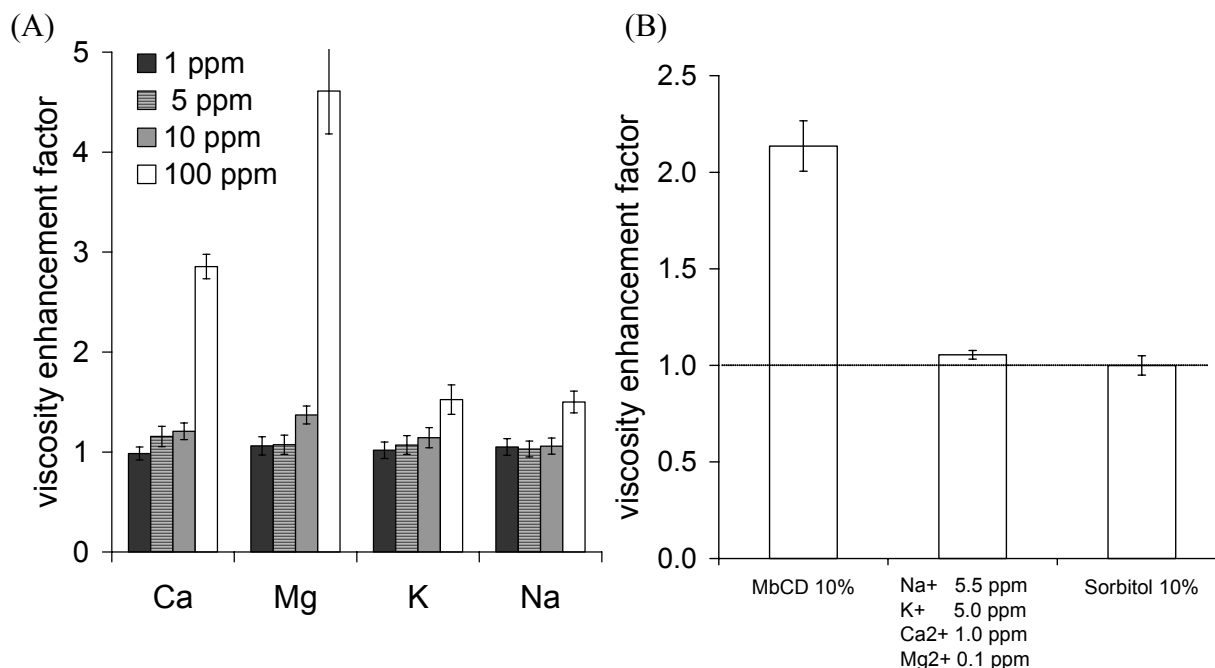 (A)
viscosity enhancement factor
5
4
3
2
1
0
1 ppm
5 ppm
10 ppm
100 ppm
Ca Mg K Na
(B)
viscosity enhancement factor
2.5
2.0
1.5
1.0
0.5
0.0
MbCD 10%
Na+ 5.5 ppm
K+ 5.0 ppm
Ca2+ 1.0 ppm
Mg2+ 0.1 ppm
Sorbitol 10%